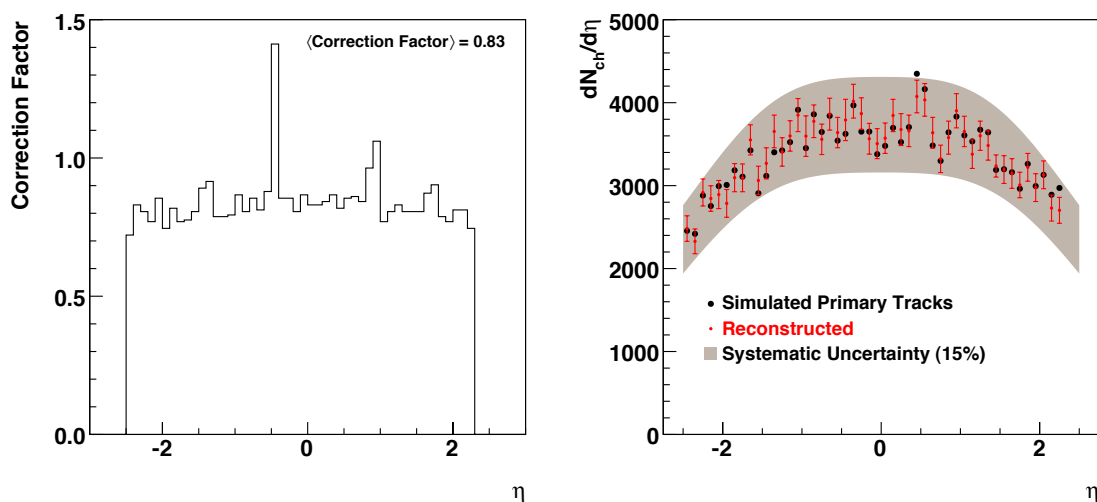 Correction Factor
1.5
1.0
0.5
0.0
⟨Correction Factor⟩ = 0.83
-2
0
2
η
dN_ch/dη
5000
4000
3000
2000
1000
0
Simulated Primary Tracks
Reconstructed
Systematic Uncertainty (15%)
-2
0
2
η